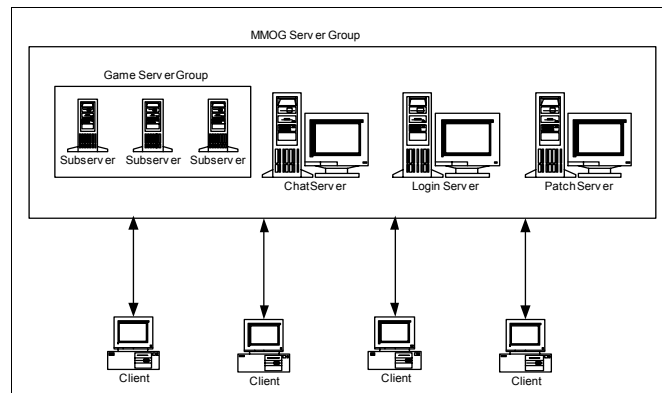 MMOG Server Group
Game Server Group
Subserver Subserver Subserver
ChatServer
Login Server
PatchServer
Client
Client
Client
Client